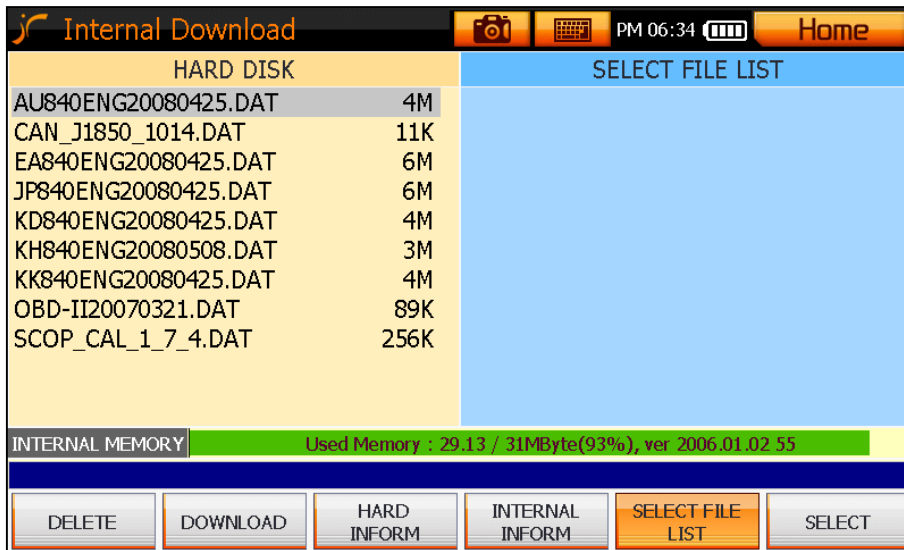 Internal Download
PM 06:34
Home
HARD DISK
SELECT FILE LIST
AU840ENG20080425.DAT 4M
CAN_J1850_1014.DAT 11K
EA840ENG20080425.DAT 6M
JP840ENG20080425.DAT 6M
KD840ENG20080425.DAT 4M
KH840ENG20080508.DAT 3M
KK840ENG20080425.DAT 4M
OBD-II20070321.DAT 89K
SCOP_CAL_1_7_4.DAT 256K
INTERNAL MEMORY
Used Memory : 29.13 / 31MByte(93%), ver 2006.01.02 55
DELETE
DOWNLOAD
HARD
INFORM
INTERNAL
INFORM
SELECT FILE
LIST
SELECT